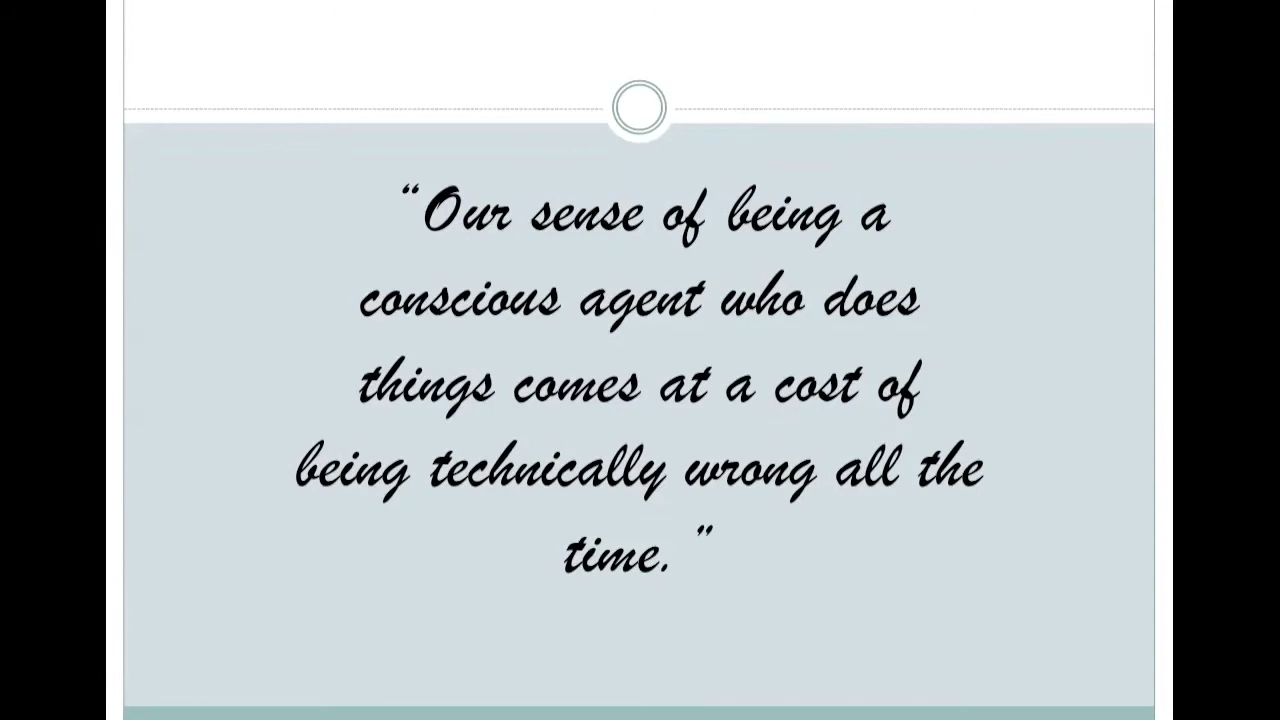 “Our sense of being a
conscious agent who does
things comes at a cost of
being technically wrong all the
time.”